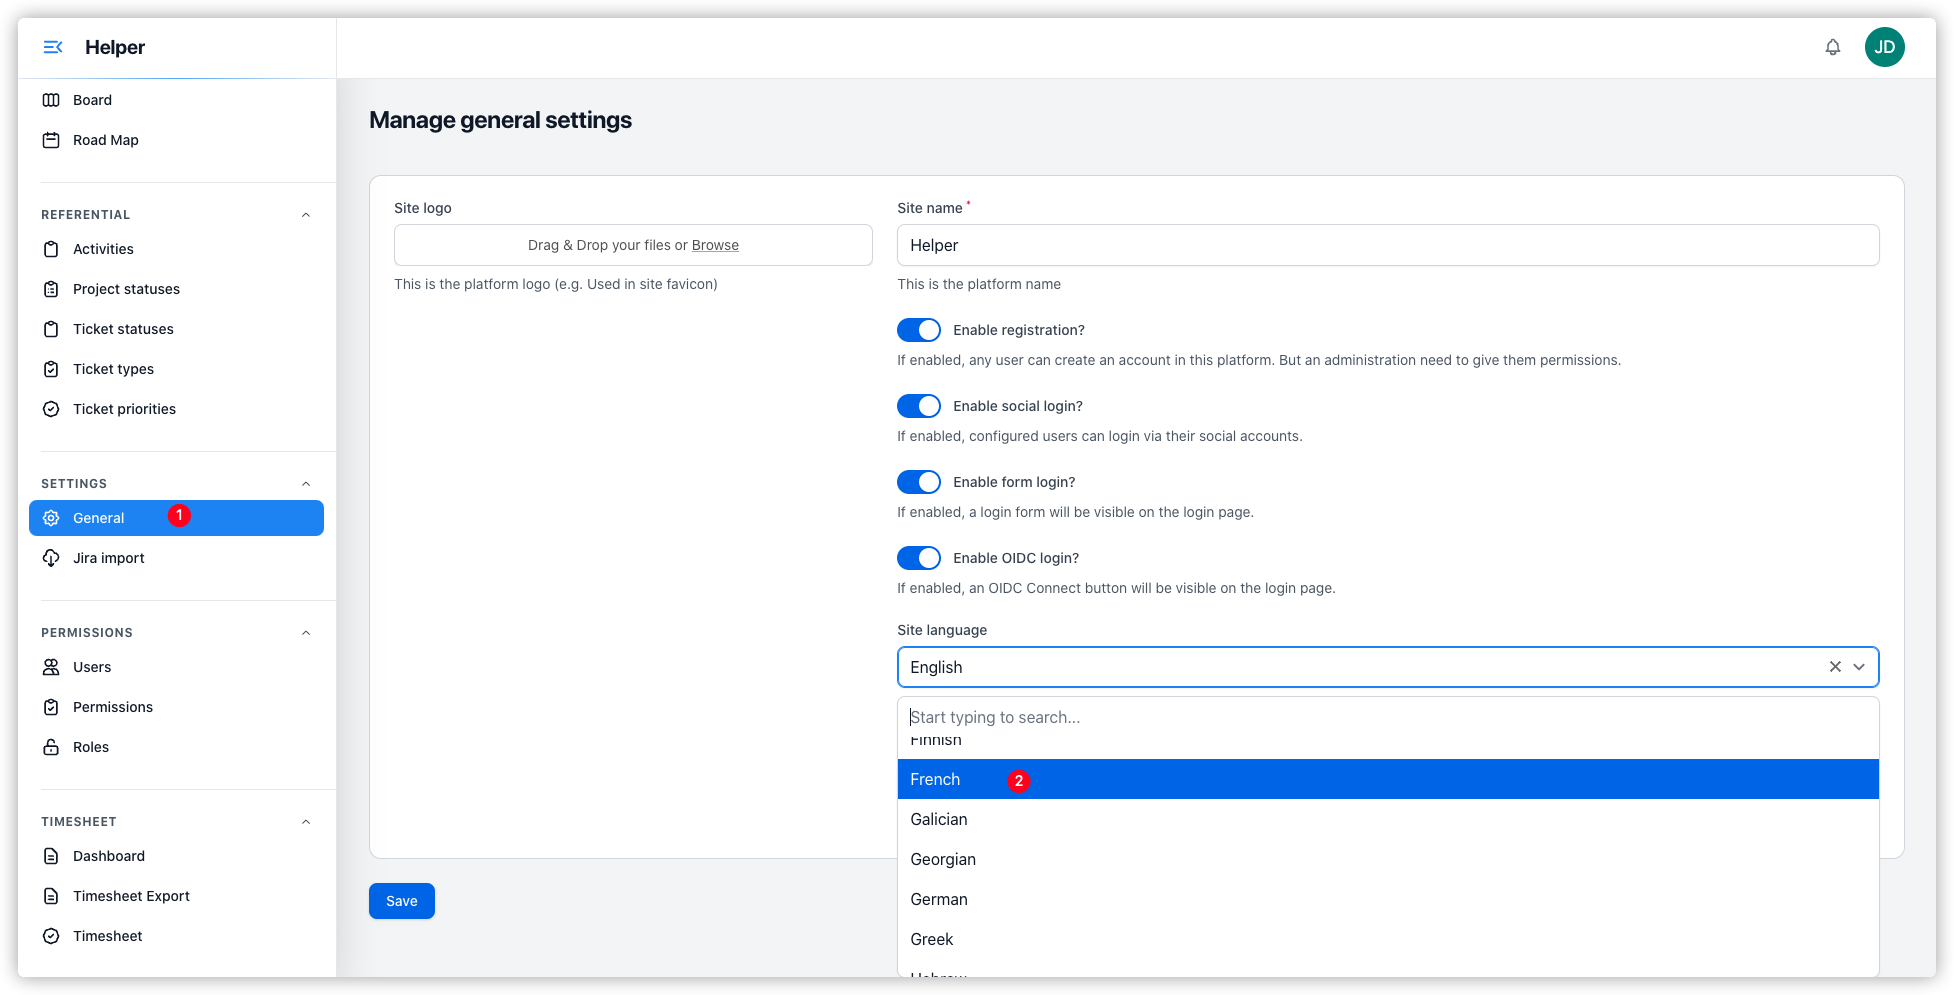 Helper
JD
Board
Road Map
REFERENTIAL
Activities
Project statuses
Ticket statuses
Ticket types
Ticket priorities
SETTINGS
General 1
Jira import
PERMISSIONS
Users
Permissions
Roles
TIMESHEET
Dashboard
Timesheet Export
Timesheet
Manage general settings
Site logo
Drag & Drop your files or Browse
This is the platform logo (e.g. Used in site favicon)
Site name *
Helper
This is the platform name
Enable registration?
If enabled, any user can create an account in this platform. But an administration need to give them permissions.
Enable social login?
If enabled, configured users can login via their social accounts.
Enable form login?
If enabled, a login form will be visible on the login page.
Enable OIDC login?
If enabled, an OIDC Connect button will be visible on the login page.
Site language
English
Start typing to search...
Finnish
French 2
Galician
Georgian
German
Greek
Hebrew
Save